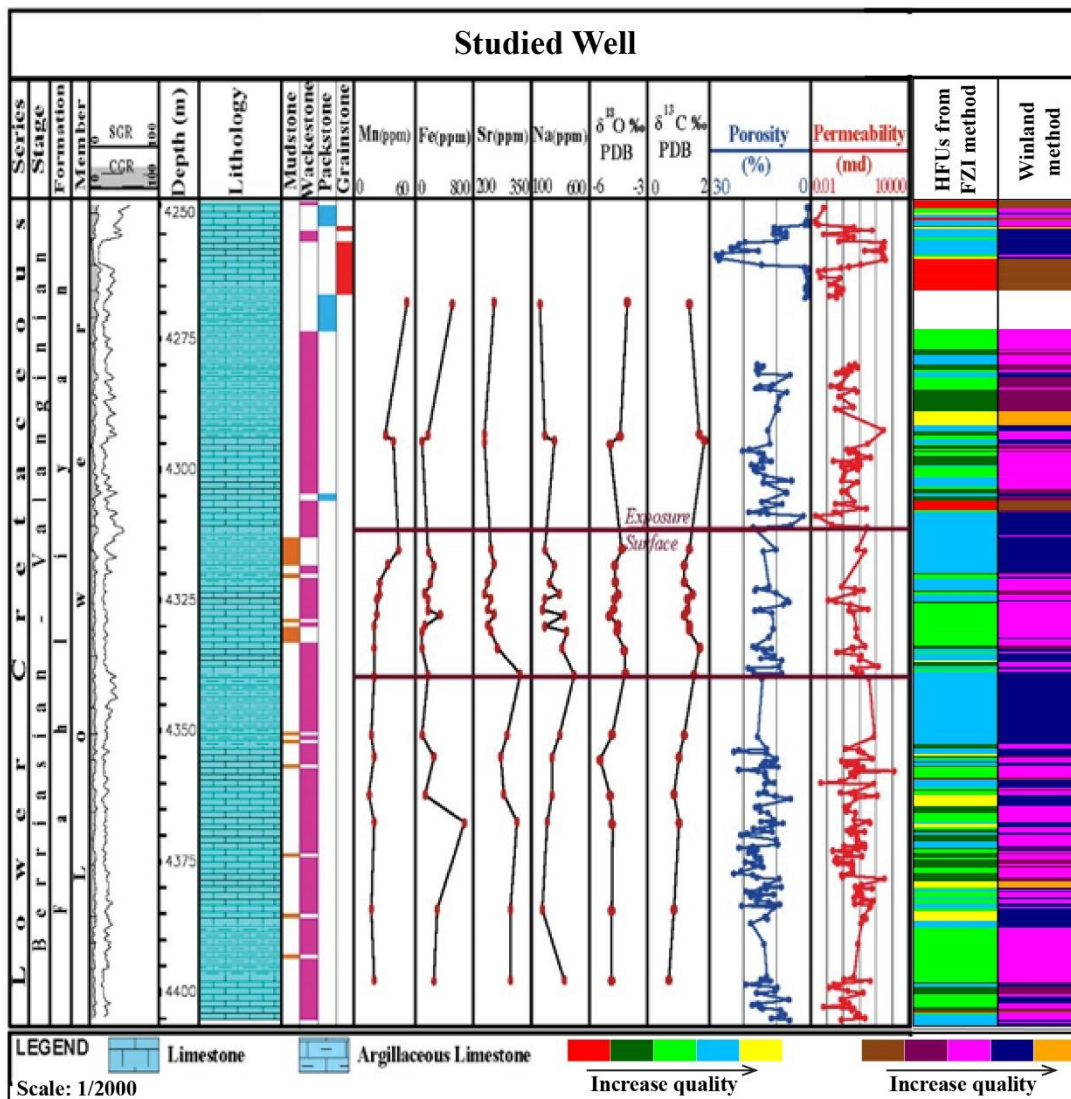 Studied Well
Series
Stage
Formation
Member
0 SGR 100
0 CGR 100
Depth (m)
Lithology
Mudstone
Wackestone
Packstone
Grainstone
Mn(ppm)
0 60
Fe(ppm)
0 800
Sr(ppm)
200 350
Na(ppm)
100 600
δ18O ‰
PDB
-6 -3
δ13C ‰
PDB
0 2
Porosity
(%)
30 0
Permeability
(md)
0.01 10000
HFUs from
FZI method
Winland
method
Lower Cretaceous
Berriasian - Valanginian
Fahliyan
Lower
4250
4275
4300
4325
4350
4375
4400
Exposure
Surface
LEGEND
Limestone
Argillaceous Limestone
Increase quality
Increase quality
Scale: 1/2000